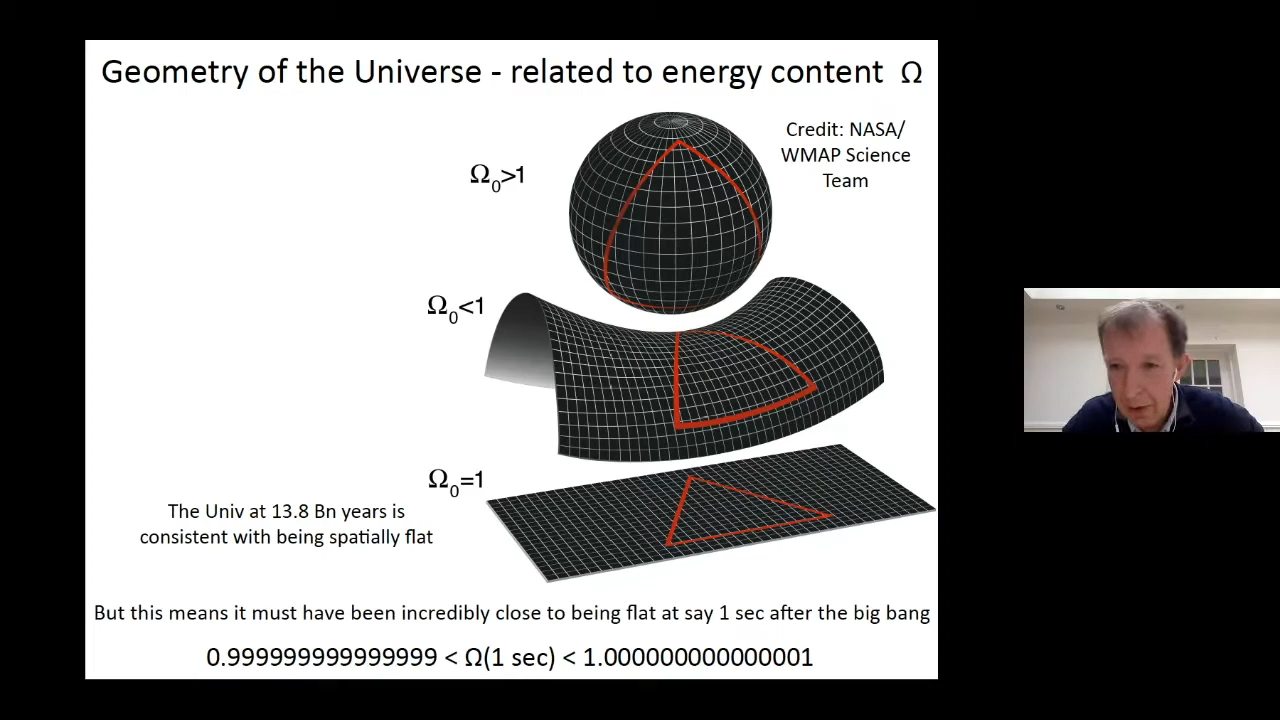 Geometry of the Universe - related to energy content Ω
Credit: NASA/
WMAP Science
Team
Ω₀>1
Ω₀<1
Ω₀=1
The Univ at 13.8 Bn years is
consistent with being spatially flat
But this means it must have been incredibly close to being flat at say 1 sec after the big bang
0.999999999999999 < Ω(1 sec) < 1.000000000000001